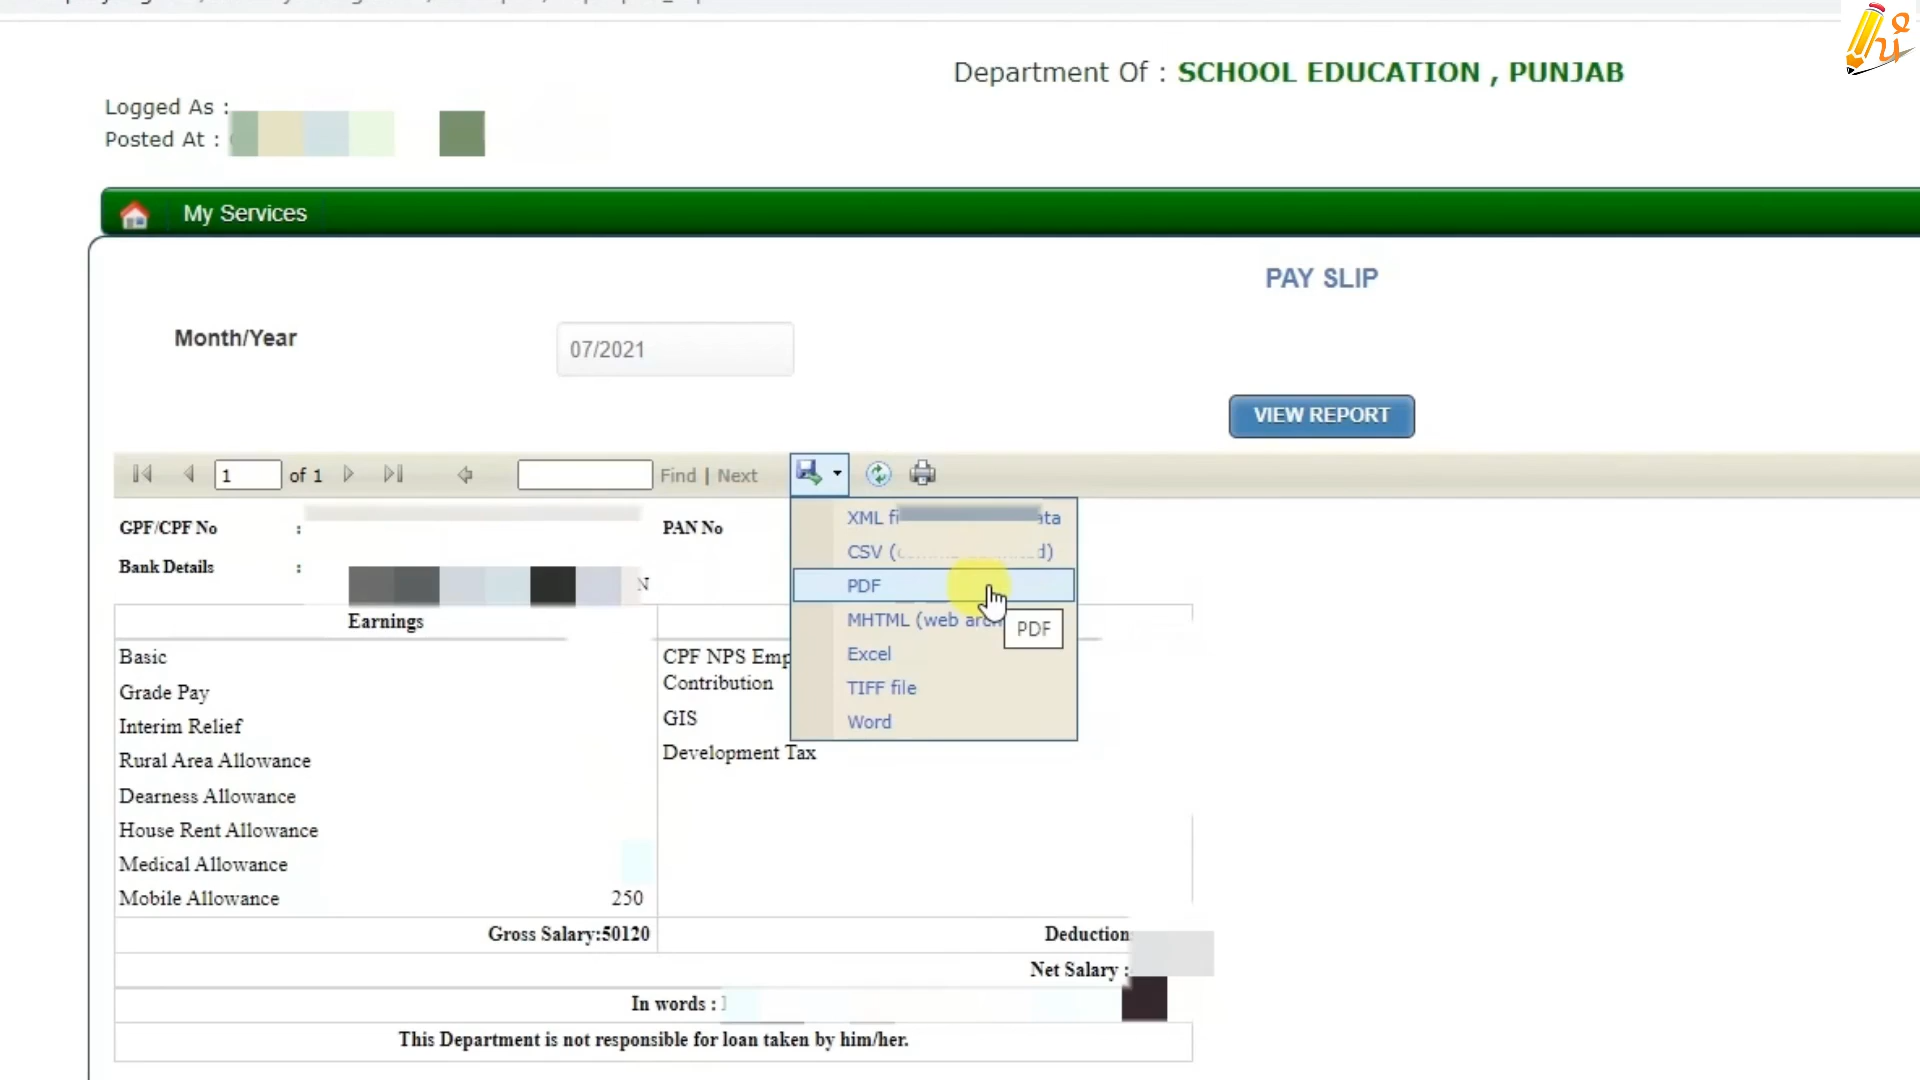 Department Of : SCHOOL EDUCATION , PUNJAB
Logged As :
Posted At :
My Services
PAY SLIP
Month/Year
07/2021
VIEW REPORT
1 of 1 Find | Next
GPF/CPF No : PAN No
Bank Details : N
XML ata
CSV ( d)
PDF
MHTML (web
PDF
Excel
TIFF file
Word
Earnings
Basic
Grade Pay
Interim Relief
Rural Area Allowance
Dearness Allowance
House Rent Allowance
Medical Allowance
Mobile Allowance 250
CPF NPS
Contribution
GIS
Development Tax
Gross Salary:50120 Deduction
Net Salary :
In words :
This Department is not responsible for loan taken by him/her.